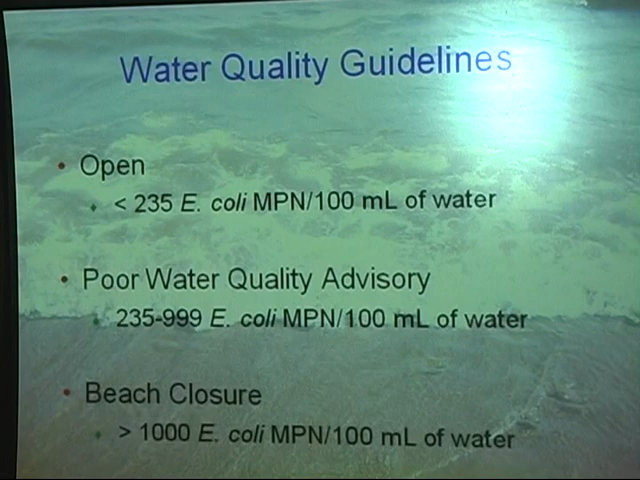 Water Quality Guidelines
• Open
♦ < 235 E. coli MPN/100 mL of water
• Poor Water Quality Advisory
♦ 235-999 E. coli MPN/100 mL of water
• Beach Closure
♦ > 1000 E. coli MPN/100 mL of water